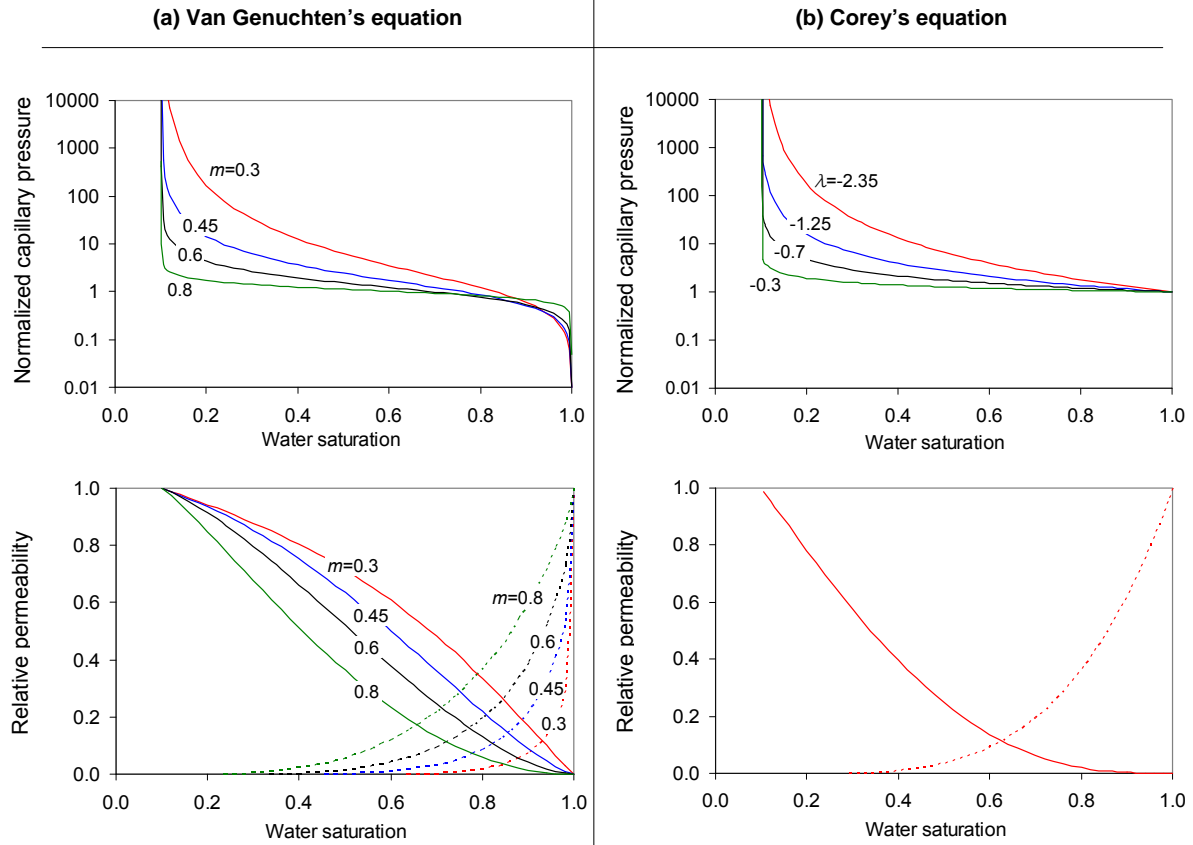 (a) Van Genuchten's equation
(b) Corey's equation
Normalized capillary pressure
10000
1000
100
10
1
0.1
0.01
m=0.3
0.45
0.6
0.8
0.0 0.2 0.4 0.6 0.8 1.0
Water saturation
Normalized capillary pressure
10000
1000
100
10
1
0.1
0.01
λ=-2.35
-1.25
-0.7
-0.3
0.0 0.2 0.4 0.6 0.8 1.0
Water saturation
Relative permeability
1.0
0.8
0.6
0.4
0.2
0.0
m=0.3
0.45
0.6
0.8
m=0.8
0.6
0.45
0.3
0.0 0.2 0.4 0.6 0.8 1.0
Water saturation
Relative permeability
1.0
0.8
0.6
0.4
0.2
0.0
0.0 0.2 0.4 0.6 0.8 1.0
Water saturation